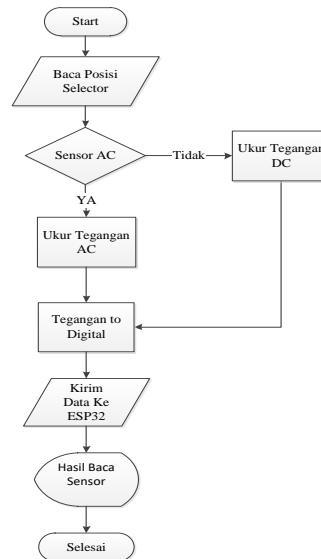 Start
Baca Posisi
Selector
Sensor AC
Tidak
Ukur Tegangan
DC
YA
Ukur Tegangan
AC
Tegangan to
Digital
Kirim
Data Ke
ESP32
Hasil Baca
Sensor
Selesai